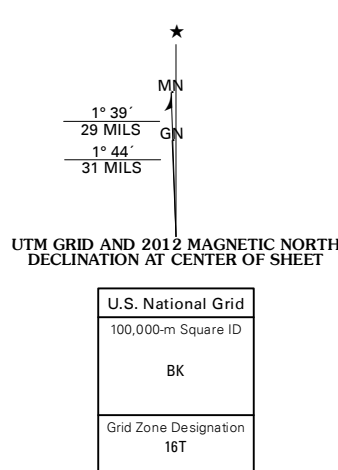 ★
MN
1° 39´
29 MILS
GN
1° 44´
31 MILS
UTM GRID AND 2012 MAGNETIC NORTH
DECLINATION AT CENTER OF SHEET
U.S. National Grid
100,000-m Square ID
BK
Grid Zone Designation
16T